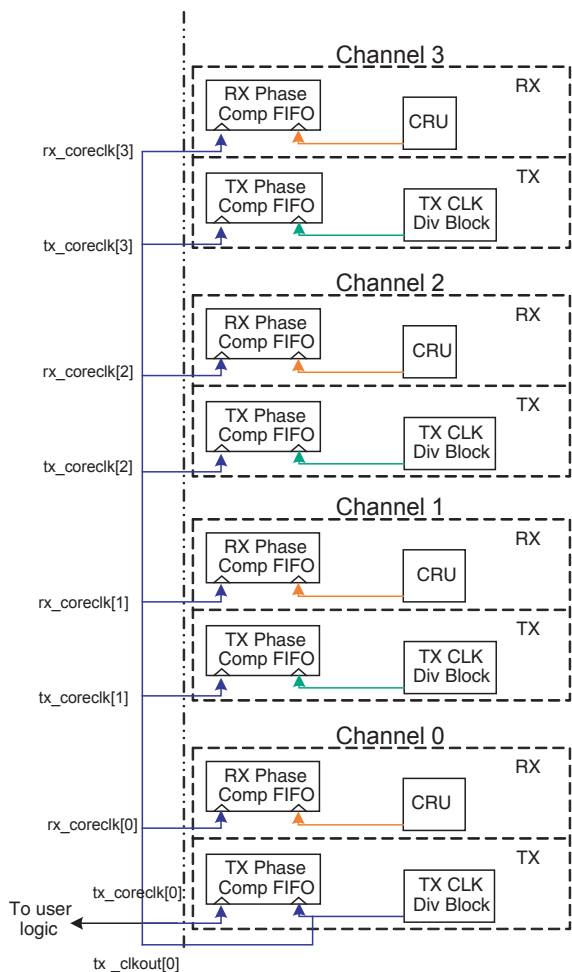 Channel 3
RX Phase
Comp FIFO
CRU
RX
rx_coreclk[3]
TX Phase
Comp FIFO
TX CLK
Div Block
TX
tx_coreclk[3]
Channel 2
RX Phase
Comp FIFO
CRU
RX
rx_coreclk[2]
TX Phase
Comp FIFO
TX CLK
Div Block
TX
tx_coreclk[2]
Channel 1
RX Phase
Comp FIFO
CRU
RX
rx_coreclk[1]
TX Phase
Comp FIFO
TX CLK
Div Block
TX
tx_coreclk[1]
Channel 0
RX Phase
Comp FIFO
CRU
RX
rx_coreclk[0]
TX Phase
Comp FIFO
TX CLK
Div Block
TX
tx_coreclk[0]
To user
logic
tx _clkout[0]